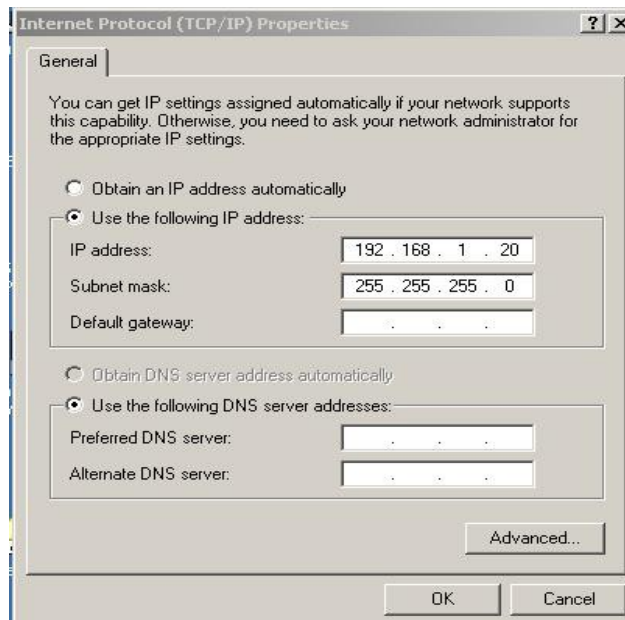 Internet Protocol (TCP/IP) Properties
General
You can get IP settings assigned automatically if your network supports
this capability. Otherwise, you need to ask your network administrator for
the appropriate IP settings.
Obtain an IP address automatically
Use the following IP address:
IP address: 192 . 168 . 1 . 20
Subnet mask: 255 . 255 . 255 . 0
Default gateway: . . .
Obtain DNS server address automatically
Use the following DNS server addresses:
Preferred DNS server: . . .
Alternate DNS server: . . .
Advanced...
OK Cancel